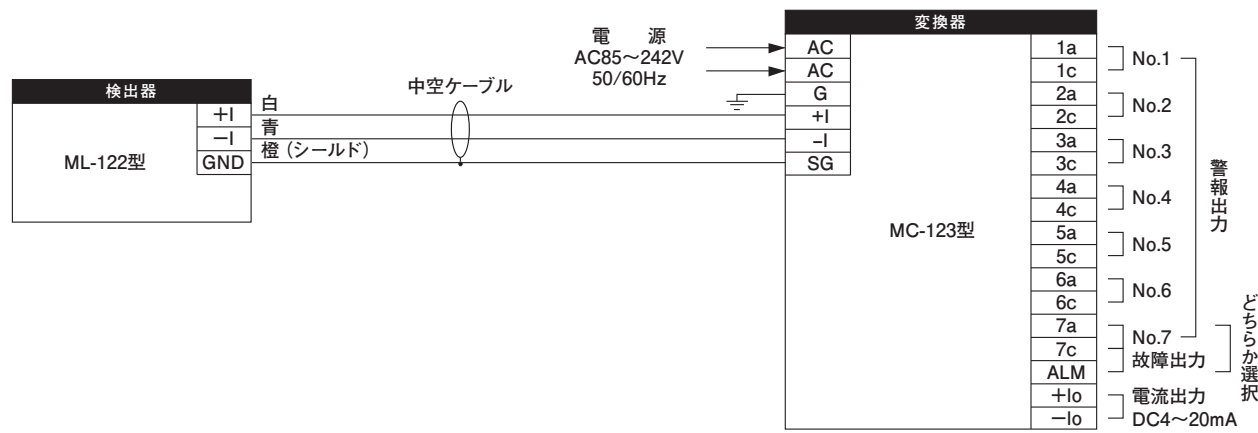 変換器
電　源
AC85〜242V
50/60Hz
AC
AC
G
+I
−I
SG
MC-123型
1a
1c
2a
2c
3a
3c
4a
4c
5a
5c
6a
6c
7a
7c
ALM
+Io
−Io
No.1
No.2
No.3
No.4
No.5
No.6
No.7
故障出力
電流出力
DC4〜20mA
警報出力
どちらか選択
検出器
ML-122型
+I
−I
GND
白
青
橙（シールド）
中空ケーブル